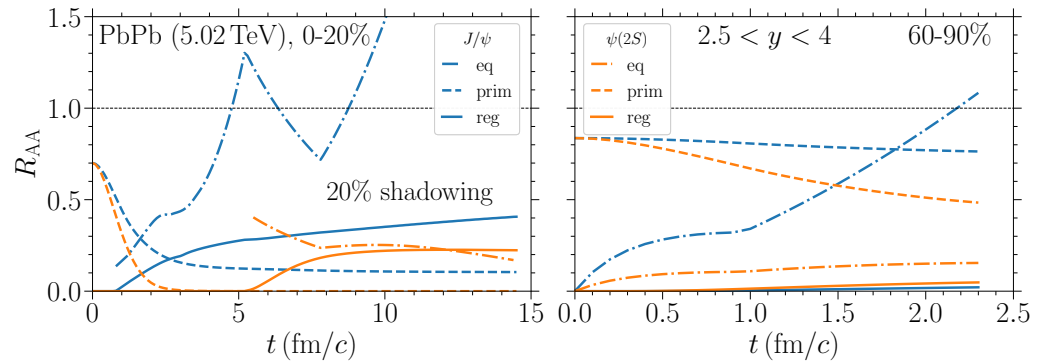 PbPb (5.02 TeV), 0-20%
J/ψ
eq
prim
reg
20% shadowing
R_AA
1.5
1.0
0.5
0.0
0 5 10 15
t (fm/c)
2.5 < y < 4
60-90%
ψ(2S)
eq
prim
reg
0.0 0.5 1.0 1.5 2.0 2.5
t (fm/c)